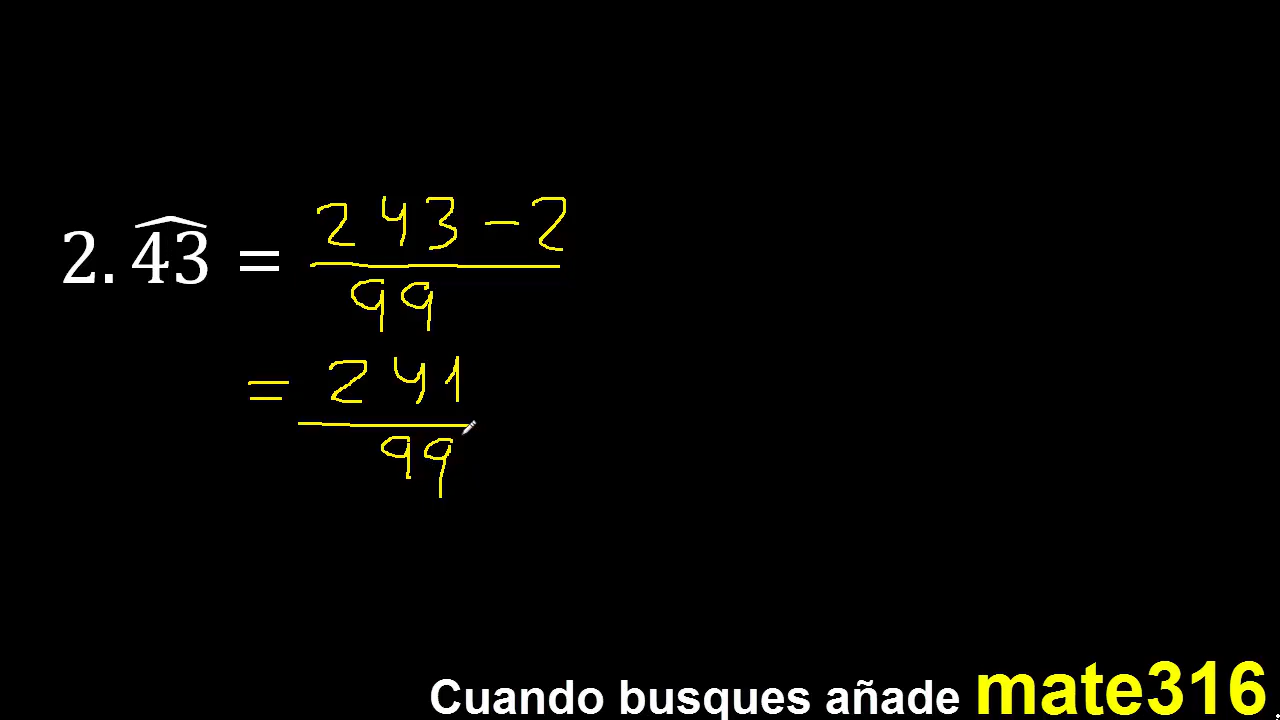 2.43 = 243-2
99
= 241
99
Cuando busques añade mate316